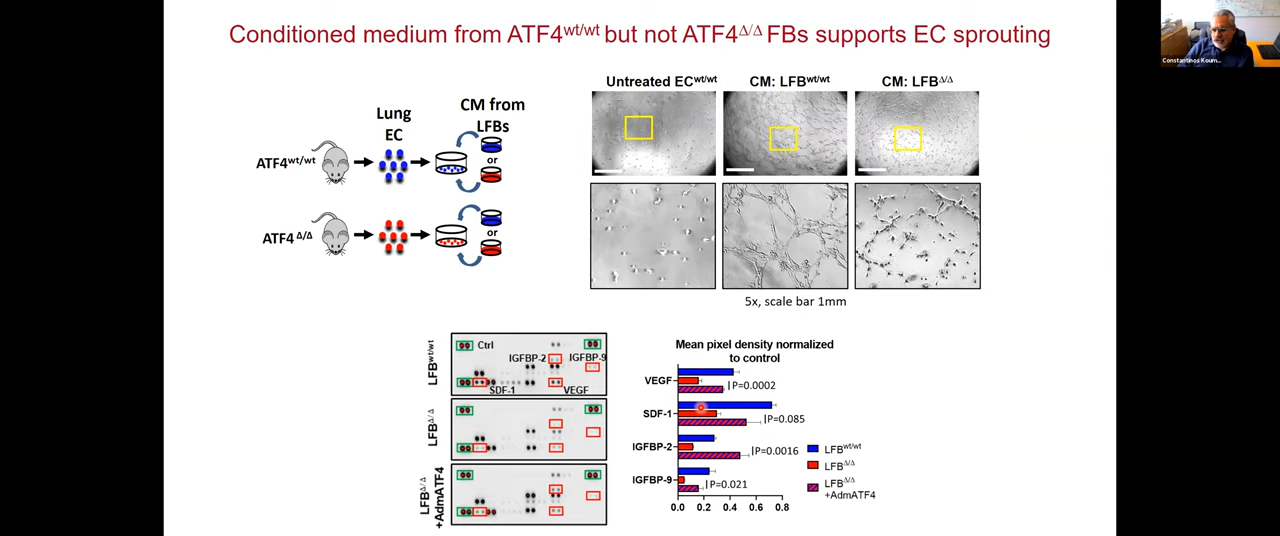 Conditioned medium from ATF4wt/wt but not ATF4Δ/Δ FBs supports EC sprouting
Constantinos Koum...
Lung
EC
CM from
LFBs
ATF4wt/wt
or
ATF4Δ/Δ
or
Untreated ECwt/wt
CM: LFBwt/wt
CM: LFBΔ/Δ
5x, scale bar 1mm
LFBwt/wt
Ctrl
IGFBP-2
IGFBP-9
SDF-1
VEGF
LFBΔ/Δ
LFBΔ/Δ
+AdmATF4
Mean pixel density normalized
to control
VEGF
P=0.0002
SDF-1
P=0.085
IGFBP-2
P=0.0016
IGFBP-9
P=0.021
0.0 0.2 0.4 0.6 0.8
LFBwt/wt
LFBΔ/Δ
LFBΔ/Δ
+AdmATF4